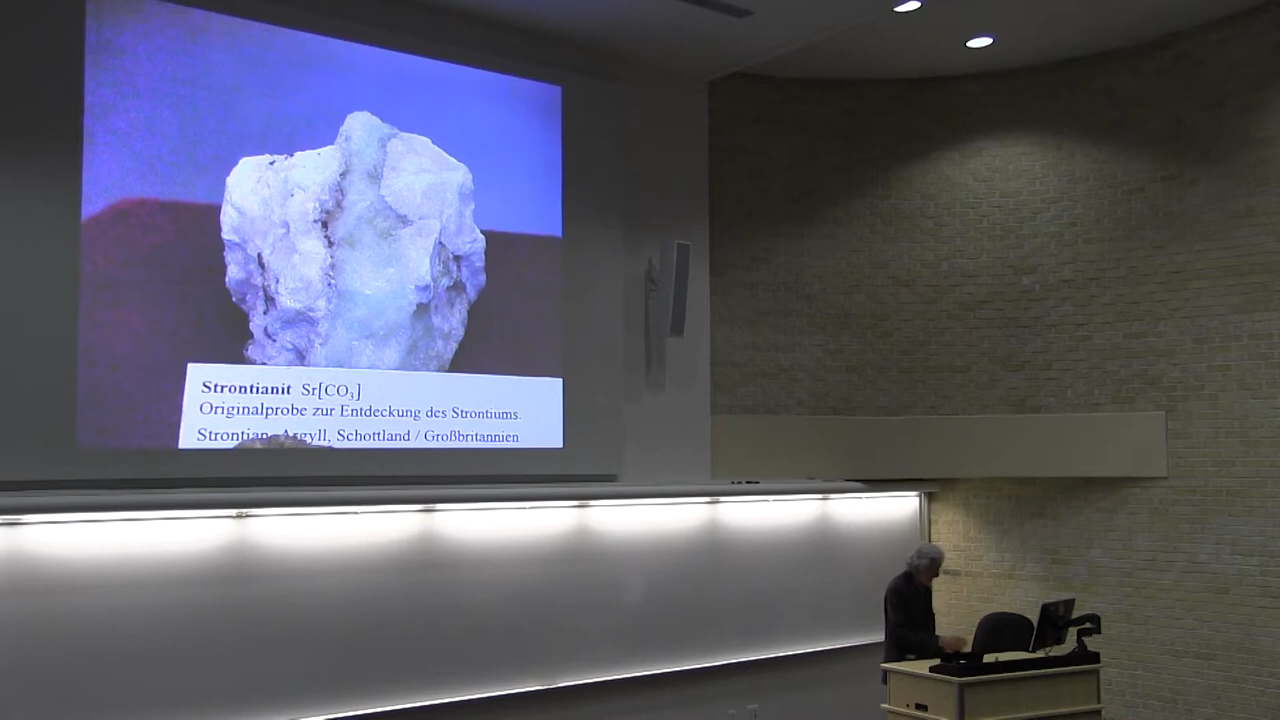 Strontianit Sr[CO₃]
Originalprobe zur Entdeckung des Strontiums.
Strontian, Argyll, Schottland / Großbritannien